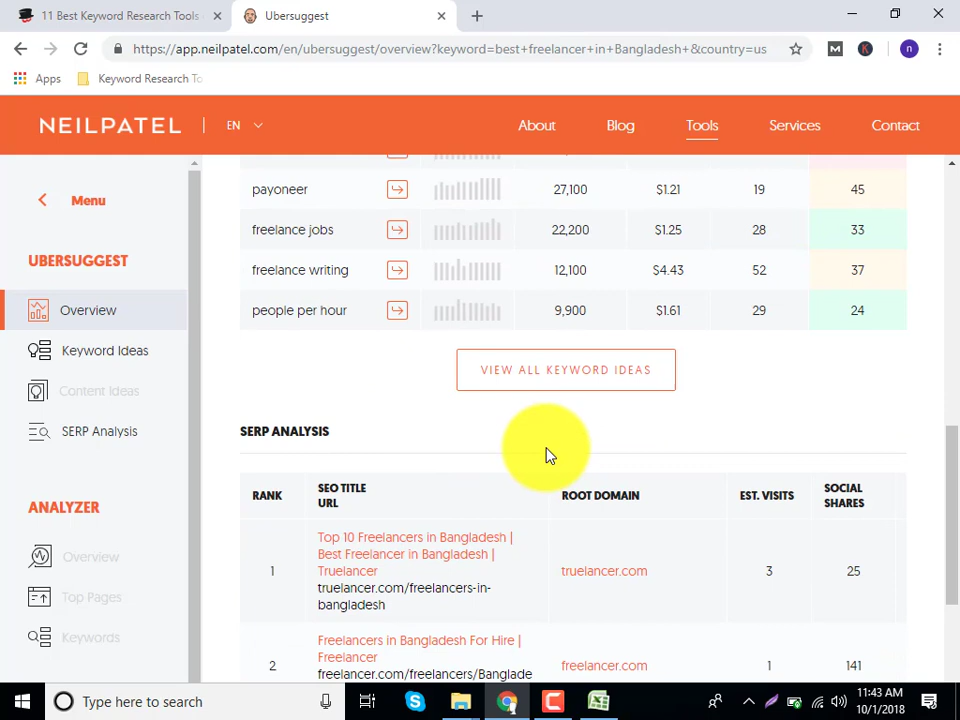 11 Best Keyword Research Tools
Ubersuggest
https://app.neilpatel.com/en/ubersuggest/overview?keyword=best+freelancer+in+Bangladesh+&country=us
M
K
n
Apps
Keyword Research To
NEILPATEL
EN
About
Blog
Tools
Services
Contact
Menu
UBERSUGGEST
Overview
Keyword Ideas
Content Ideas
SERP Analysis
ANALYZER
Overview
Top Pages
Keywords
payoneer 27,100 $1.21 19 45
freelance jobs 22,200 $1.25 28 33
freelance writing 12,100 $4.43 52 37
people per hour 9,900 $1.61 29 24
VIEW ALL KEYWORD IDEAS
SERP ANALYSIS
RANK
SEO TITLE
URL
ROOT DOMAIN
EST. VISITS
SOCIAL
SHARES
1
Top 10 Freelancers in Bangladesh |
Best Freelancer in Bangladesh |
Truelancer
truelancer.com/freelancers-in-
bangladesh
truelancer.com
3
25
2
Freelancers in Bangladesh For Hire |
Freelancer
freelancer.com/freelancers/Banglade
freelancer.com
1
141
Type here to search
11:43 AM
10/1/2018